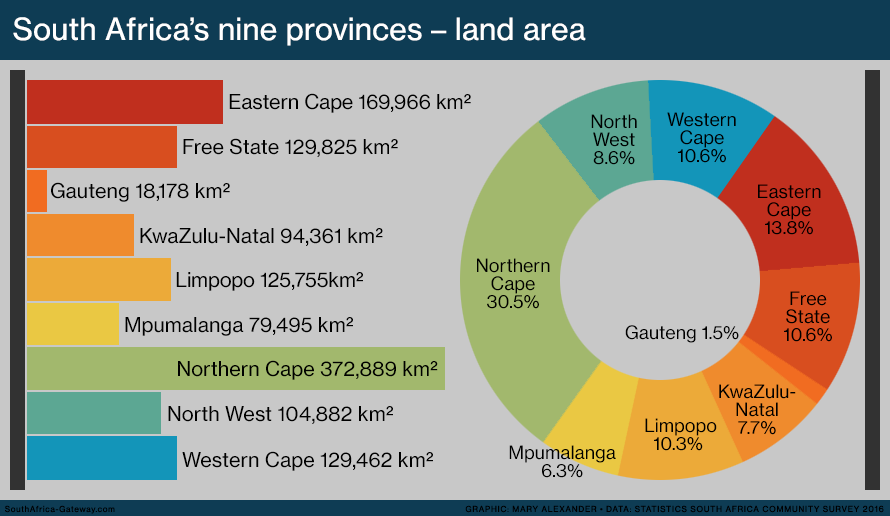 South Africa's nine provinces – land area
Eastern Cape 169,966 km²
Free State 129,825 km²
Gauteng 18,178 km²
KwaZulu-Natal 94,361 km²
Limpopo 125,755km²
Mpumalanga 79,495 km²
Northern Cape 372,889 km²
North West 104,882 km²
Western Cape 129,462 km²
North
West
8.6%
Western
Cape
10.6%
Eastern
Cape
13.8%
Northern
Cape
30.5%
Free
State
10.6%
Gauteng 1.5%
KwaZulu-
Natal
7.7%
Limpopo
10.3%
Mpumalanga
6.3%
SouthAfrica-Gateway.com
GRAPHIC: MARY ALEXANDER • DATA: STATISTICS SOUTH AFRICA COMMUNITY SURVEY 2016